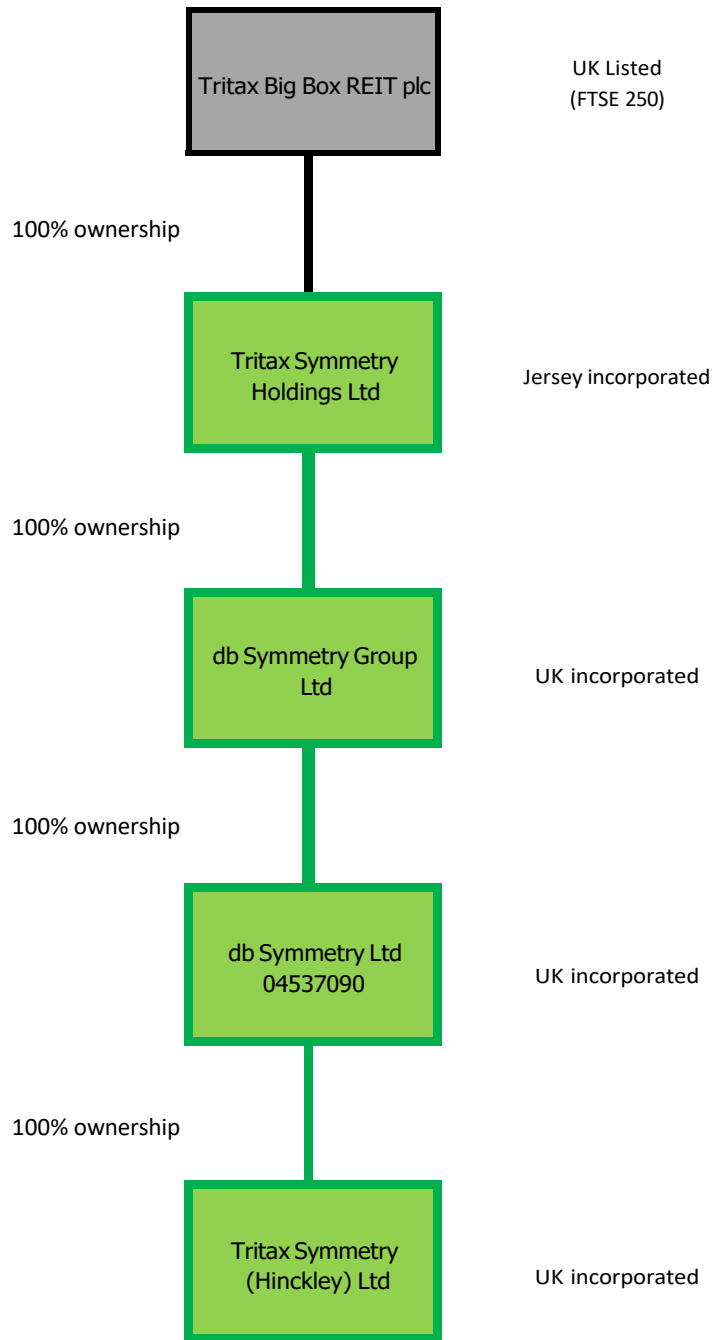 Tritax Big Box REIT plc
UK Listed
(FTSE 250)
100% ownership
Tritax Symmetry
Holdings Ltd
Jersey incorporated
100% ownership
db Symmetry Group
Ltd
UK incorporated
100% ownership
db Symmetry Ltd
04537090
UK incorporated
100% ownership
Tritax Symmetry
(Hinckley) Ltd
UK incorporated